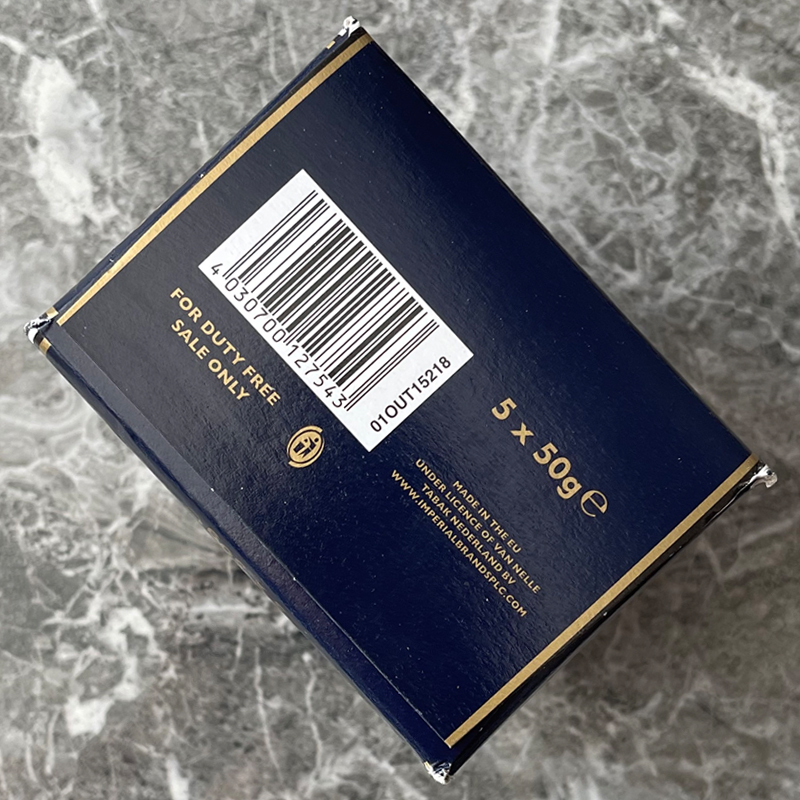 4 030700 127543
01OUT15218
FOR DUTY FREE
SALE ONLY
5 x 50g e
MADE IN THE EU
UNDER LICENCE OF VAN NELLE
TABAK NEDERLAND BV
WWW.IMPERIALBRANDSPLC.COM